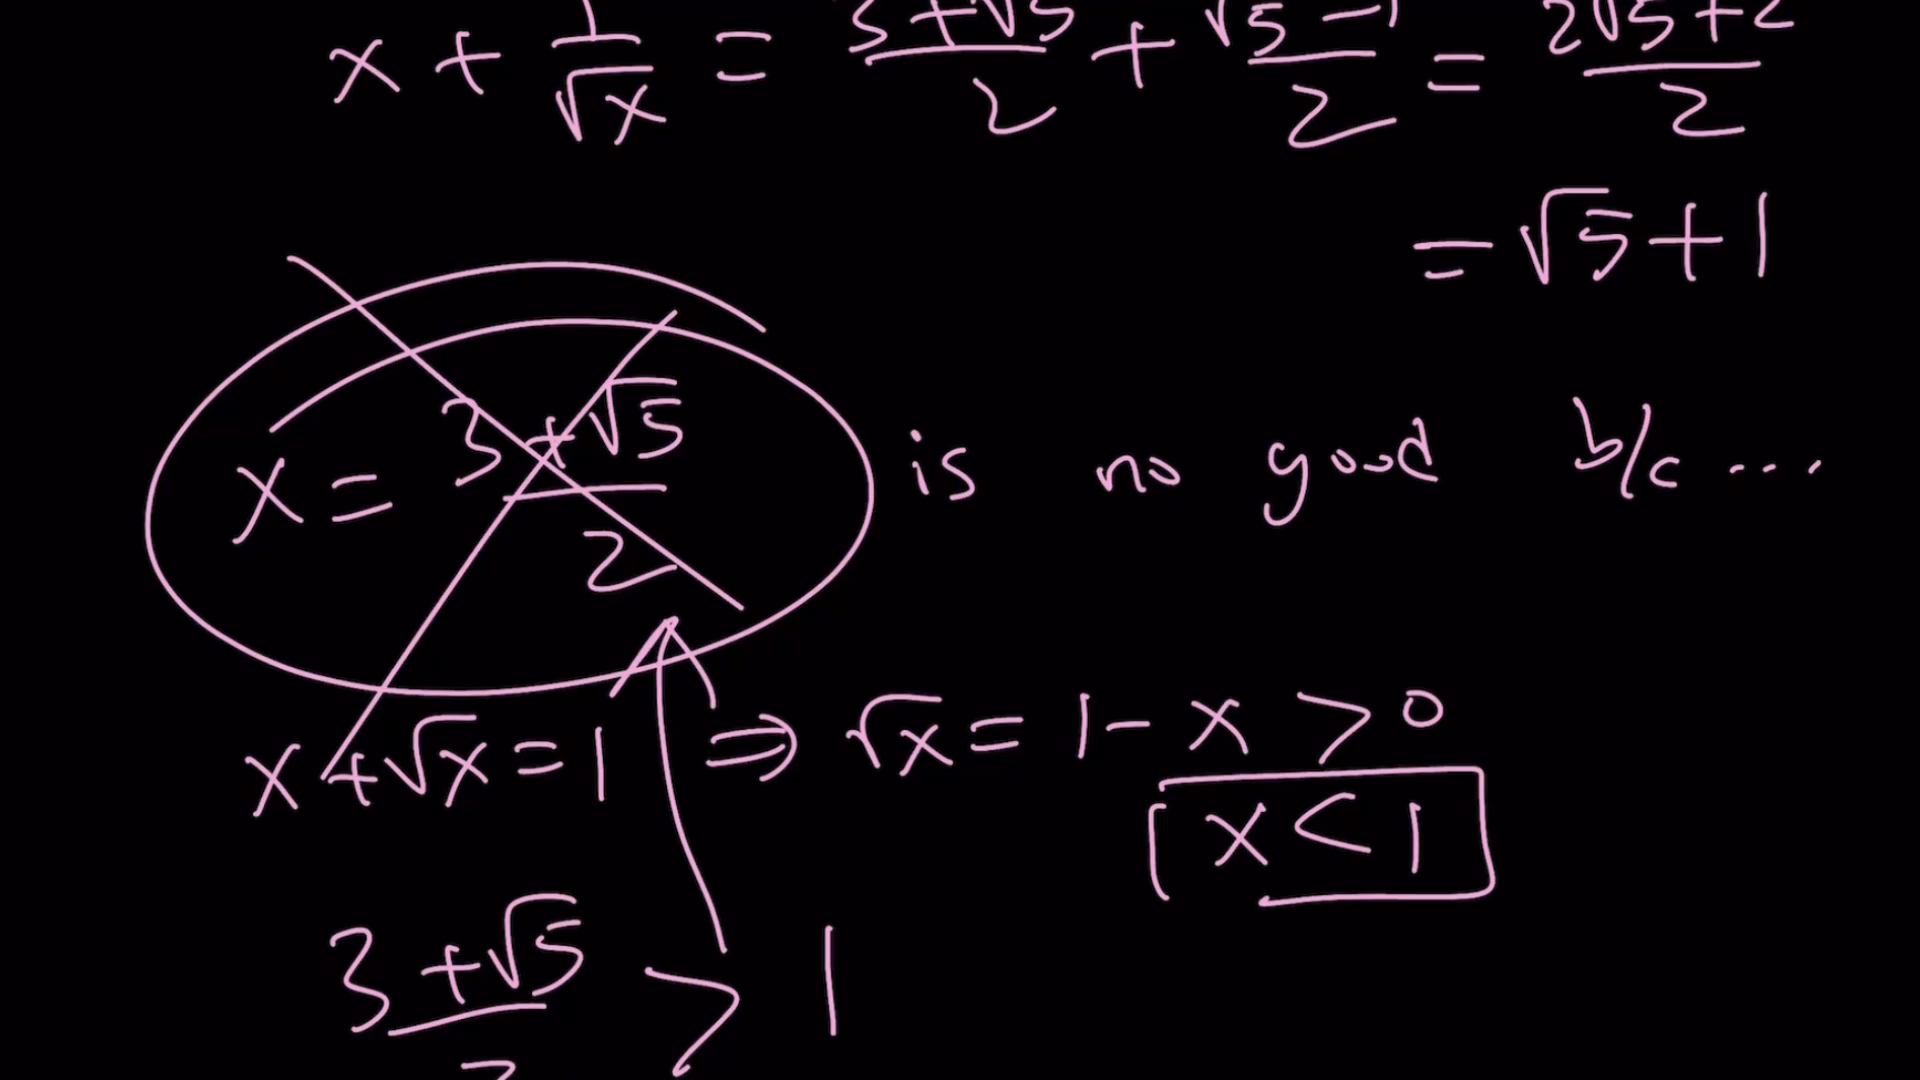 x + 1/√x = (3+√5)/2 + (√5 −1)/2 = (2√5+2)/2
= √5+1
x = (3+√5)/2 is no good b/c ...
x+√x = 1 ⇒ √x = 1 − x > 0
x < 1
(3+√5)/2 > 1